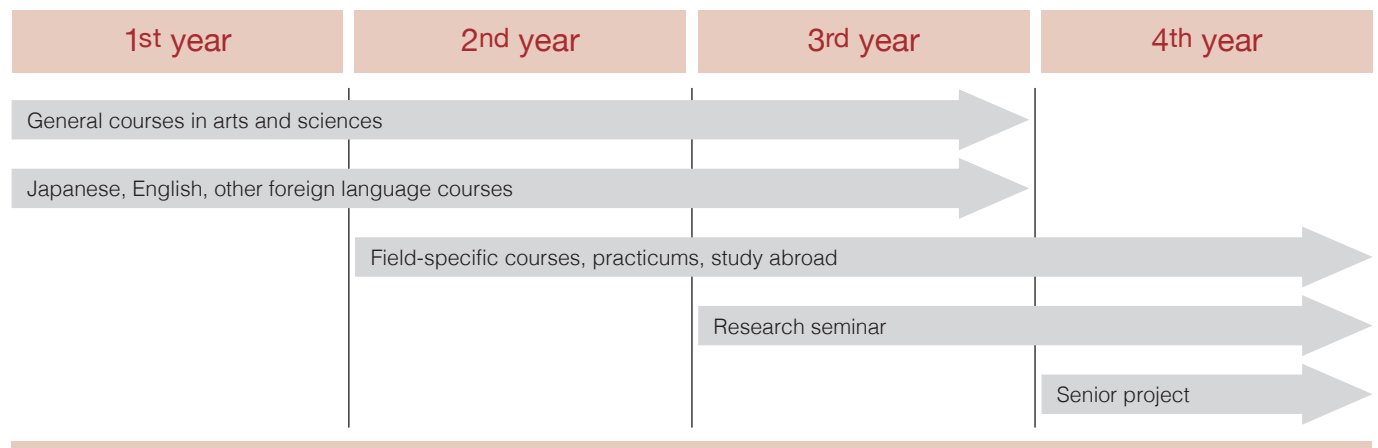 1st year
2nd year
3rd year
4th year
General courses in arts and sciences
Japanese, English, other foreign language courses
Field-specific courses, practicums, study abroad
Research seminar
Senior project